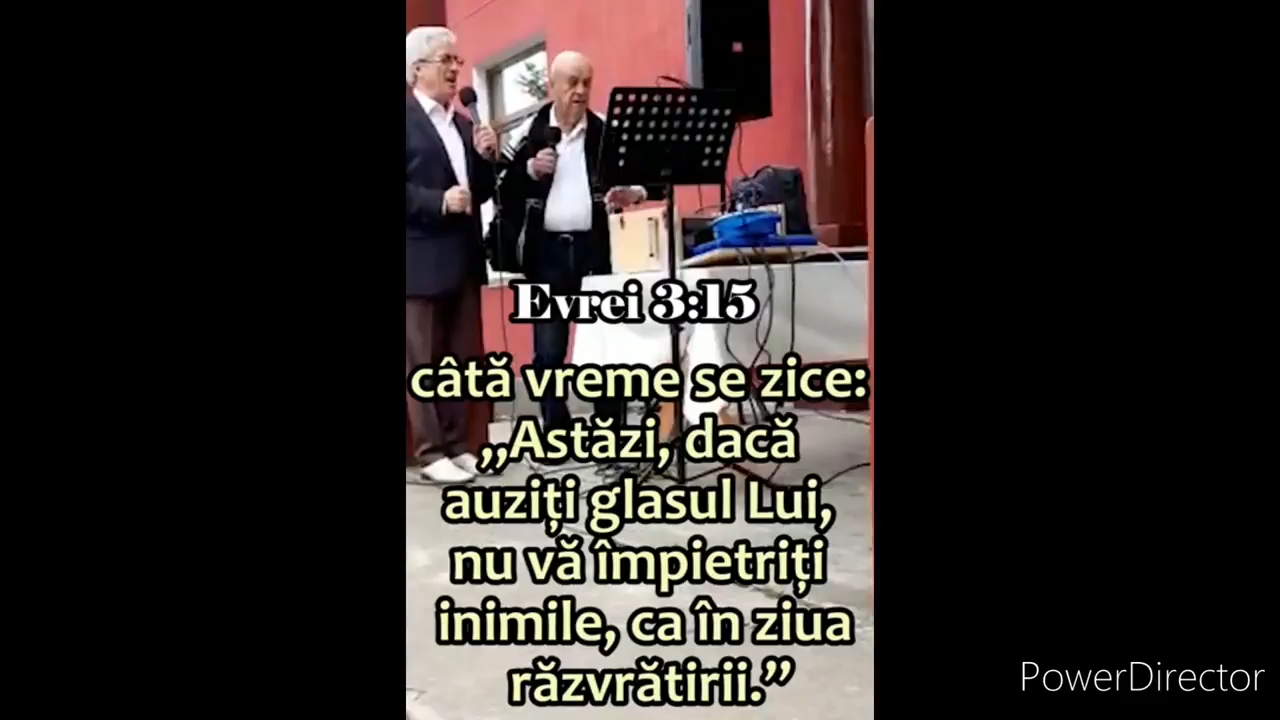 Evrei 3:15
câtă vreme se zice:
„Astăzi, dacă
auziți glasul Lui,
nu vă împietriți
inimile, ca în ziua
răzvrătirii.”
PowerDirector